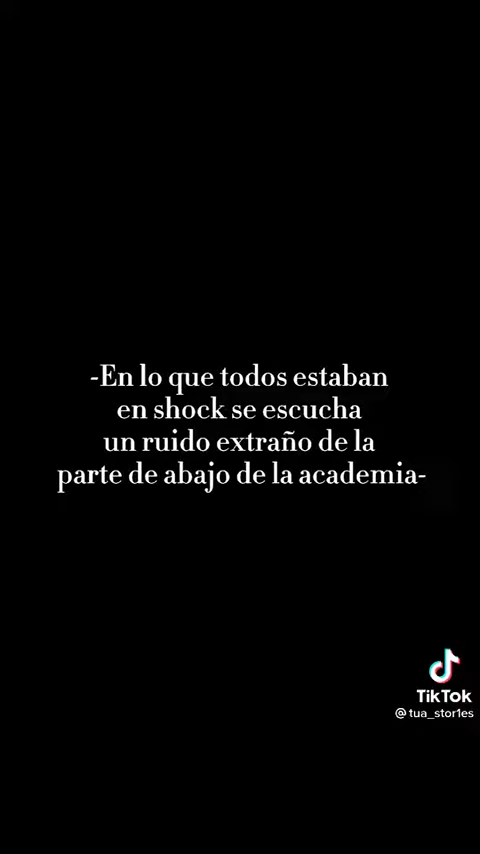 -En lo que todos estaban
en shock se escucha
un ruido extraño de la
parte de abajo de la academia-
TikTok
@tua_stor1es